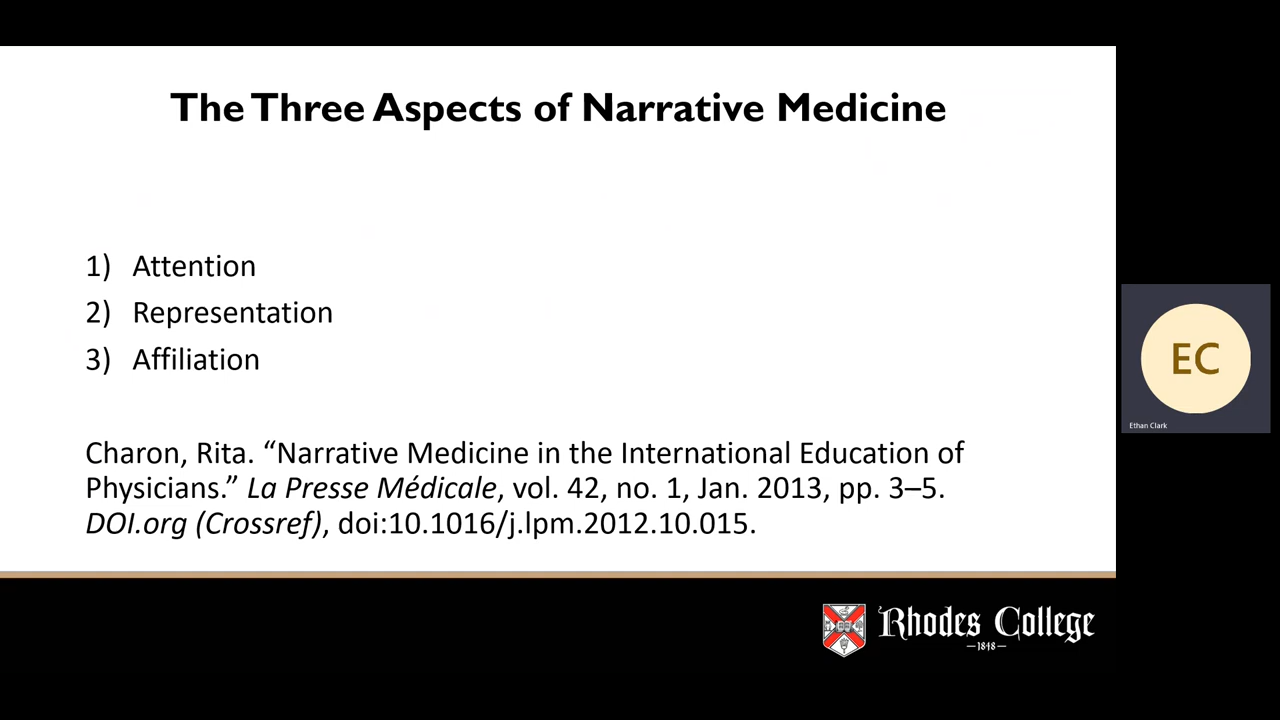 The Three Aspects of Narrative Medicine
1) Attention
2) Representation
3) Affiliation
Charon, Rita. “Narrative Medicine in the International Education of
Physicians.” La Presse Médicale, vol. 42, no. 1, Jan. 2013, pp. 3–5.
DOI.org (Crossref), doi:10.1016/j.lpm.2012.10.015.
EC
Ethan Clark
Rhodes College
—1848—